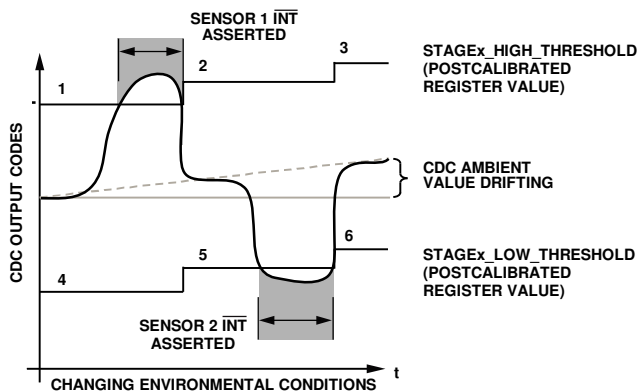 SENSOR 1 INT
ASSERTED
1
2
3
STAGEx_HIGH_THRESHOLD
(POSTCALIBRATED
REGISTER VALUE)
CDC OUTPUT CODES
CDC AMBIENT
VALUE DRIFTING
4
5
6
STAGEx_LOW_THRESHOLD
(POSTCALIBRATED
REGISTER VALUE)
SENSOR 2 INT
ASSERTED
t
CHANGING ENVIRONMENTAL CONDITIONS